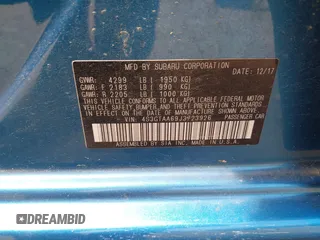 MFD BY SUBARU CORPORATION
DATE: 12/17
GVWR: 4299 LB ( 1950 KG)
GAWR: F 2183 LB ( 990 KG)
GAWR: R 2205 LB ( 1000 KG)
THIS VEHICLE CONFORMS TO ALL APPLICABLE FEDERAL MOTOR
VEHICLE SAFETY, BUMPER AND THEFT PREVENTION STANDARDS
IN EFFECT ON THE DATE OF MANUFACTURE SHOWN ABOVE.
PASSENGER CAR
ASSEMBLED BY SIA, INC. MADE IN U.S.A.
DREAMBID
DREAMBID.COM